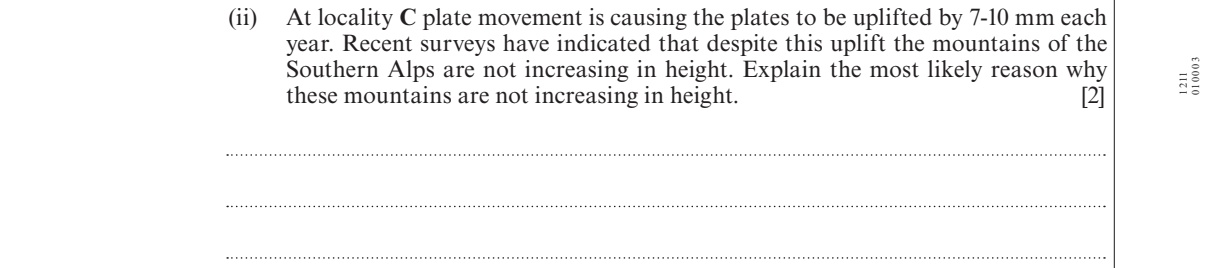 (ii) At locality C plate movement is causing the plates to be uplifted by 7-10 mm each
year. Recent surveys have indicated that despite this uplift the mountains of the
Southern Alps are not increasing in height. Explain the most likely reason why
these mountains are not increasing in height. [2]
1211
010003